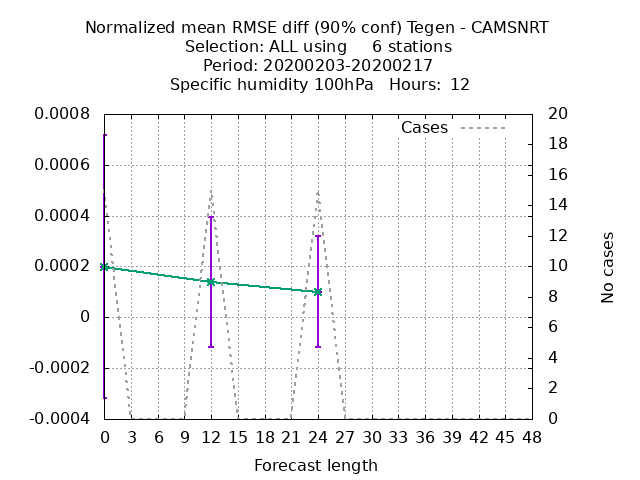 Normalized mean RMSE diff (90% conf) Tegen - CAMSNRT
Selection: ALL using     6 stations
Period: 20200203-20200217
Specific humidity 100hPa   Hours:  12
Cases
0.0008
0.0006
0.0004
0.0002
0
-0.0002
-0.0004
20
18
16
14
12
10
8
6
4
2
0
No cases
0 3 6 9 12 15 18 21 24 27 30 33 36 39 42 45 48
Forecast length